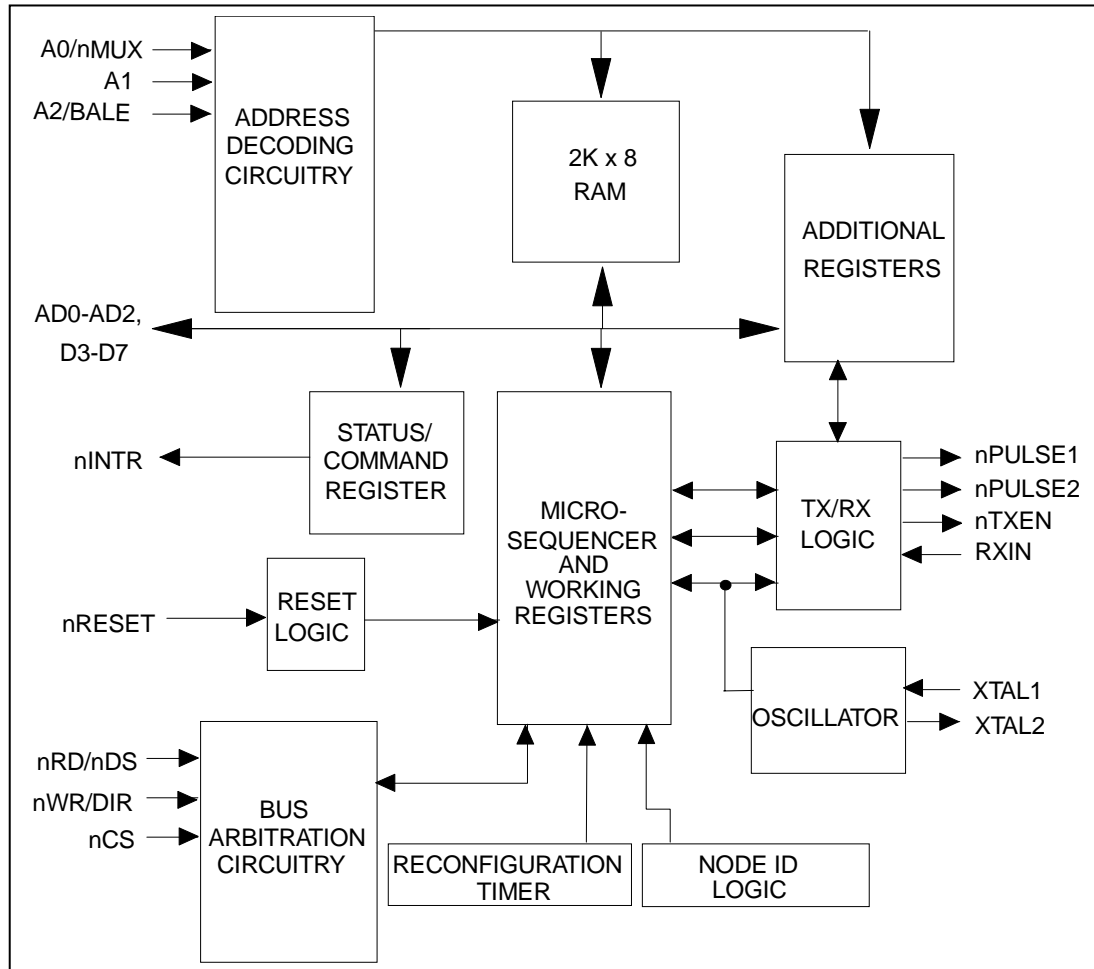 A0/nMUX
A1
A2/BALE
ADDRESS
DECODING
CIRCUITRY
2K x 8
RAM
ADDITIONAL
REGISTERS
AD0-AD2,
D3-D7
nINTR
STATUS/
COMMAND
REGISTER
MICRO-
SEQUENCER
AND
WORKING
REGISTERS
TX/RX
LOGIC
nPULSE1
nPULSE2
nTXEN
RXIN
nRESET
RESET
LOGIC
OSCILLATOR
XTAL1
XTAL2
nRD/nDS
nWR/DIR
nCS
BUS
ARBITRATION
CIRCUITRY
RECONFIGURATION
TIMER
NODE ID
LOGIC